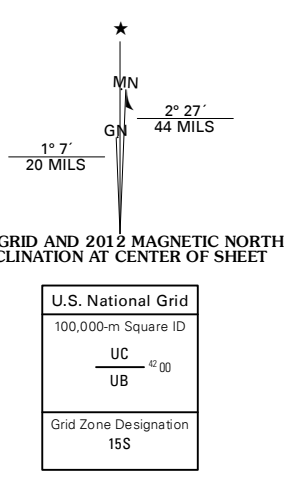 ★
MN
2° 27´
44 MILS
GN
1° 7´
20 MILS
GRID AND 2012 MAGNETIC NORTH
CLINATION AT CENTER OF SHEET
U.S. National Grid
100,000-m Square ID
UC
42 00
UB
Grid Zone Designation
15S